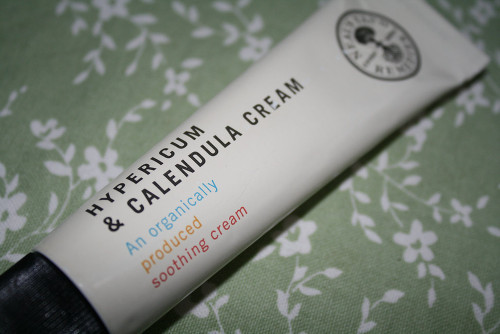 HYPERICUM
& CALENDULA CREAM
An organically
produced
soothing cream